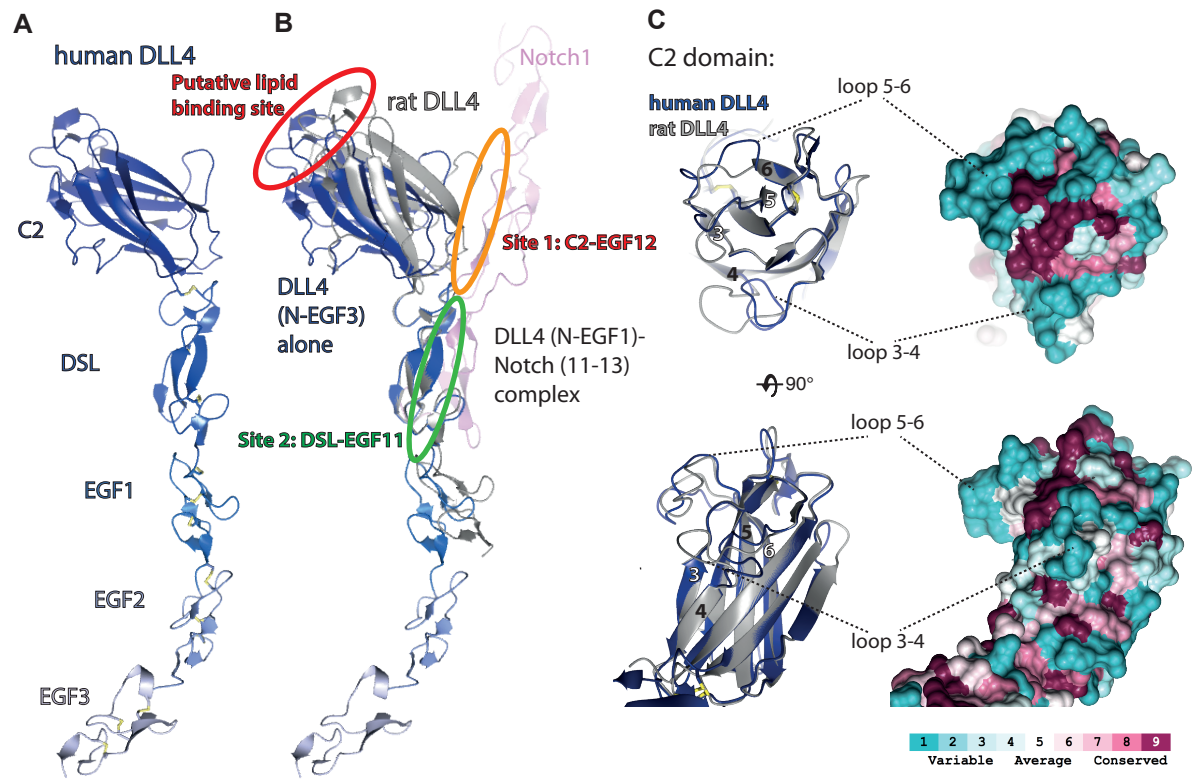 A
human DLL4
C2
DSL
EGF1
EGF2
EGF3
B
Putative lipid
binding site
rat DLL4
Notch1
Site 1: C2-EGF12
DLL4
(N-EGF3)
alone
DLL4 (N-EGF1)-
Notch (11-13)
complex
Site 2: DSL-EGF11
C
C2 domain:
human DLL4
rat DLL4
loop 5-6
6
5
3
4
loop 3-4
90°
loop 5-6
5
6
3
4
loop 3-4
1 2 3 4 5 6 7 8 9
Variable Average Conserved